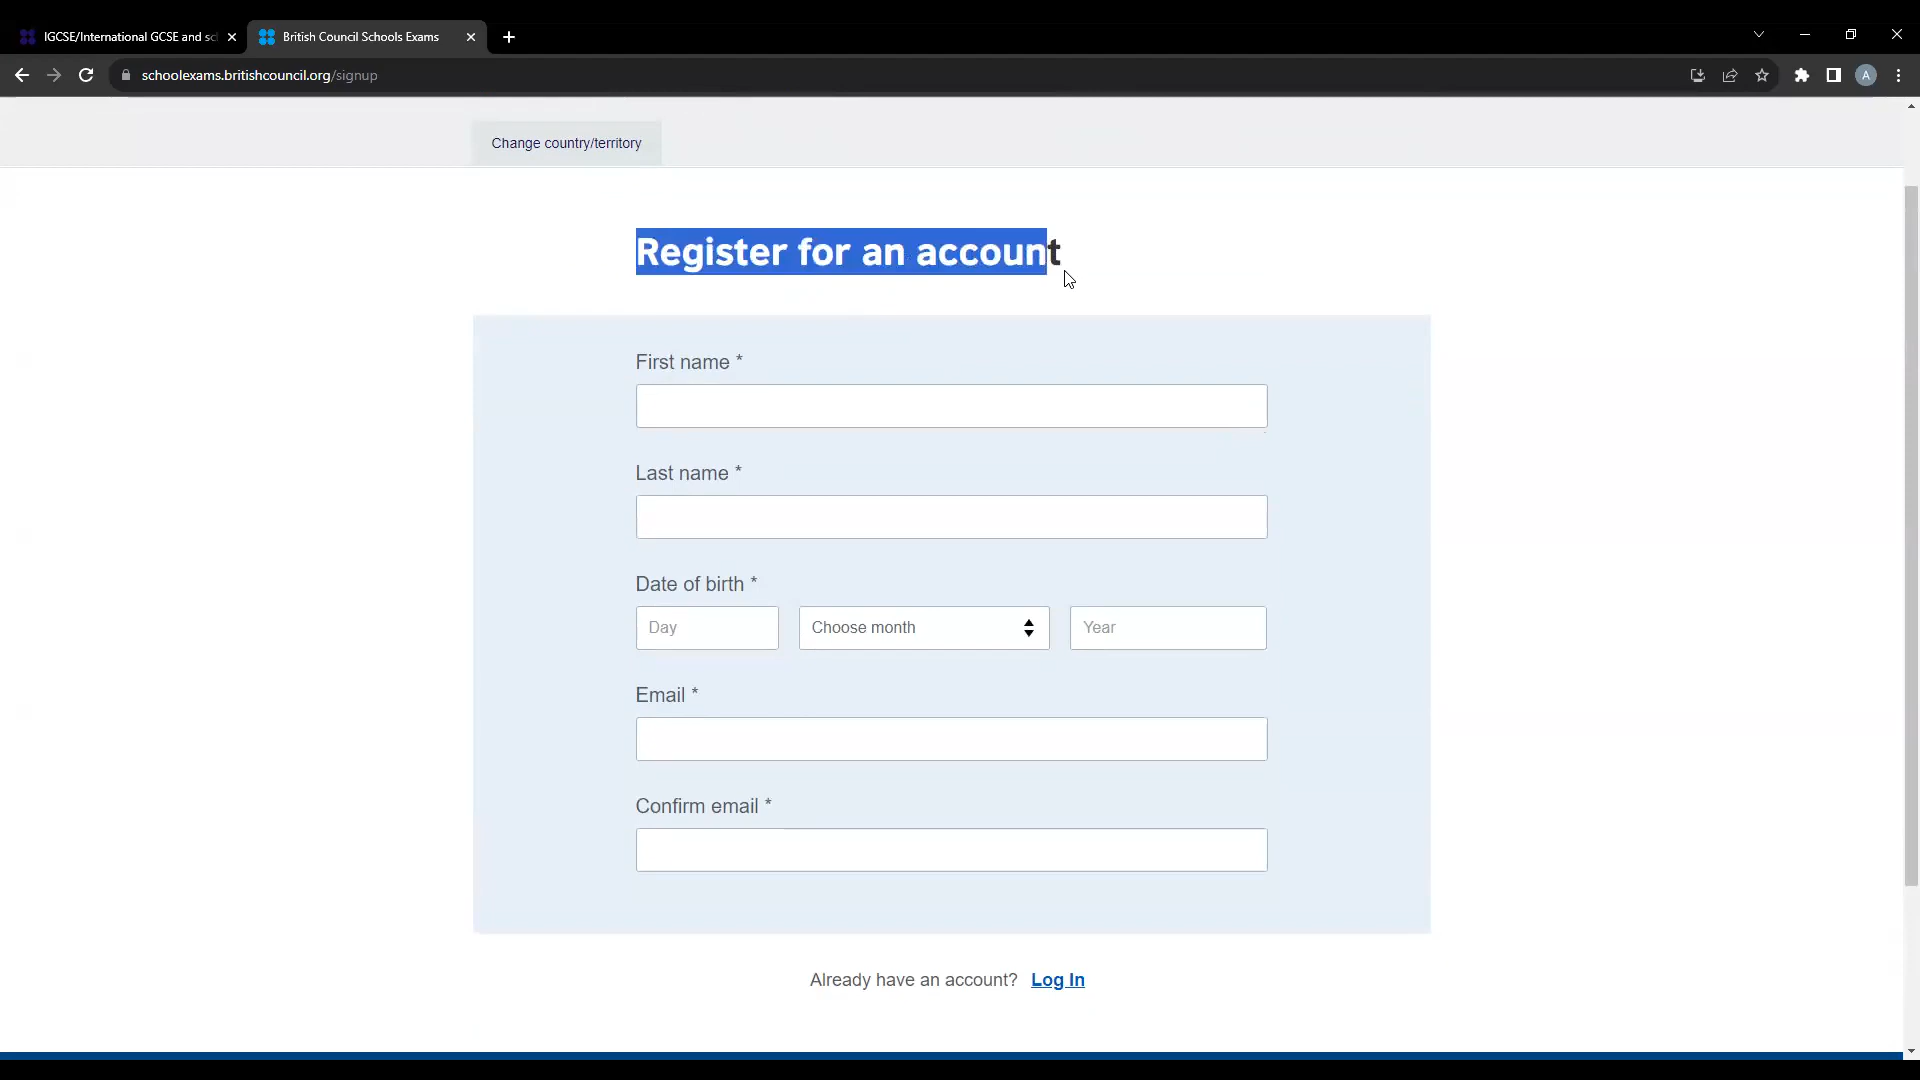 IGCSE/International GCSE and sc
British Council Schools Exams
schoolexams.britishcouncil.org/signup
A
Change country/territory
Register for an account
First name *
Last name *
Date of birth *
Day
Choose month
Year
Email *
Confirm email *
Already have an account? Log In